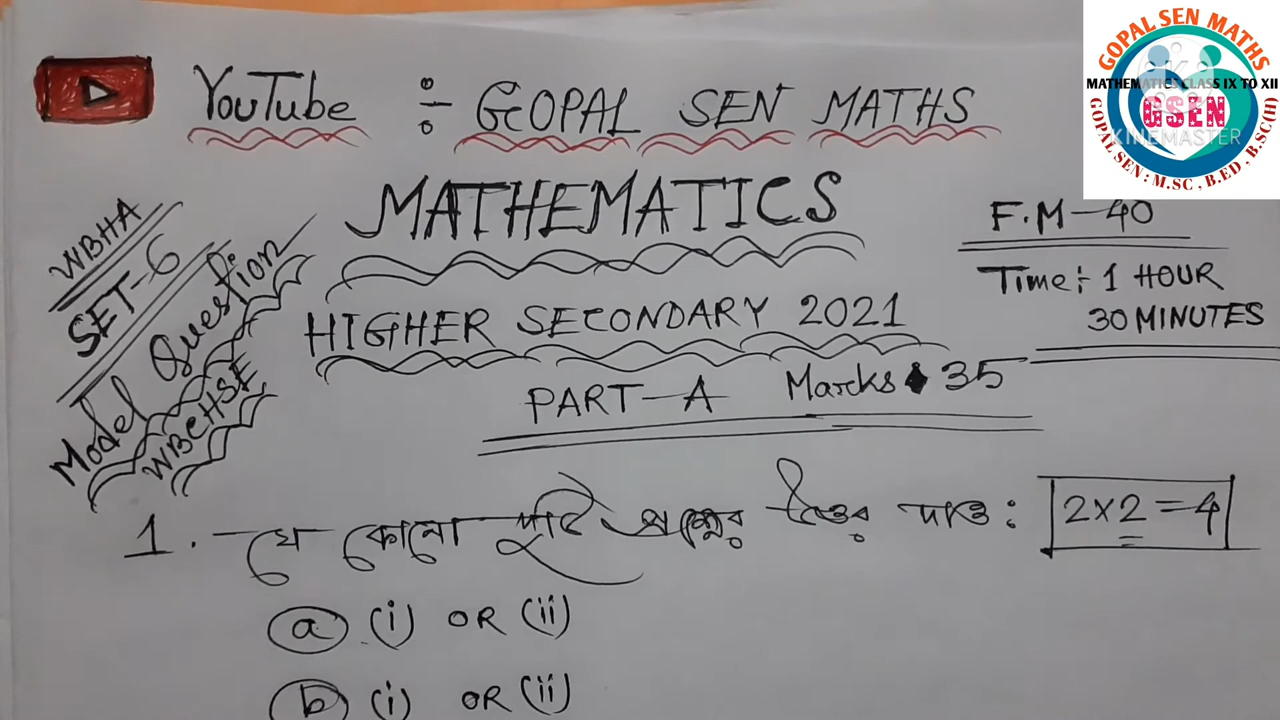 YouTube ÷ GOPAL SEN MATHS
MATHEMATICS
F.M-40
Time÷ 1 HOUR
30 MINUTES
WBHA
SET-6
Model Question
WBCHSE
HIGHER SECONDARY 2021
PART-A Marks 35
1. যে কোনো দুটি প্রশ্নের উত্তর দাও: 2x2=4
(a) (i) OR (ii)
(b) (i) OR (ii)
GOPAL SEN MATHS
MATHEMATICS CLASS IX TO XII
GSEN
KINEMASTER
GOPAL SEN : M.SC , B.ED , B.SC(H)